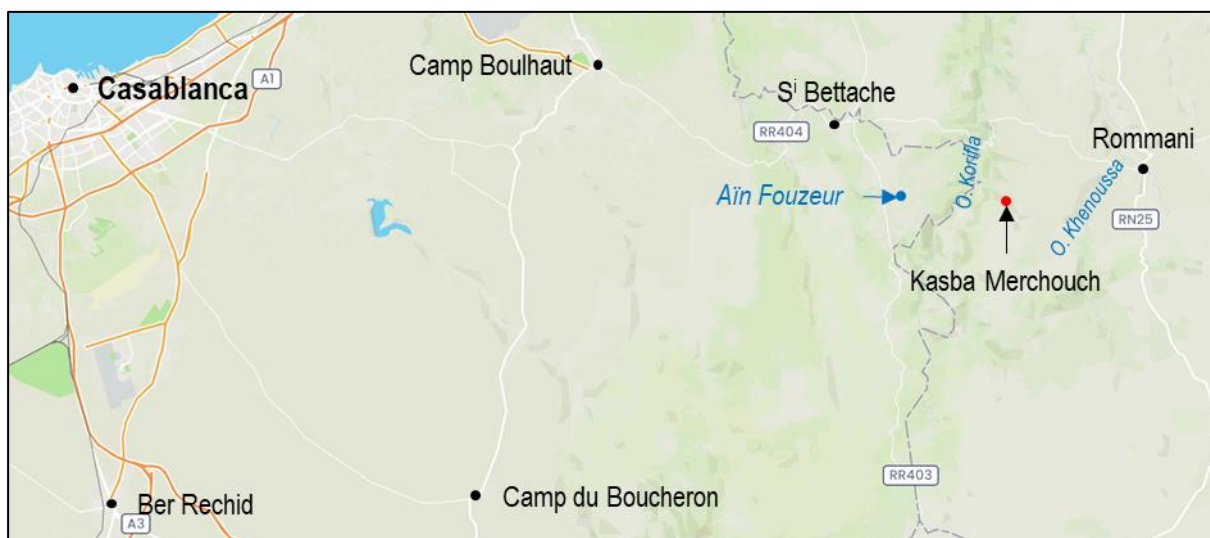 Camp Boulhaut
A1
Casablanca
Sⁱ Bettache
RR404
Rommani
O. Korifla
Aïn Fouzeur
O. Khenoussa
RN25
Kasba Merchouch
RR403
Camp du Boucheron
Ber Rechid
A3